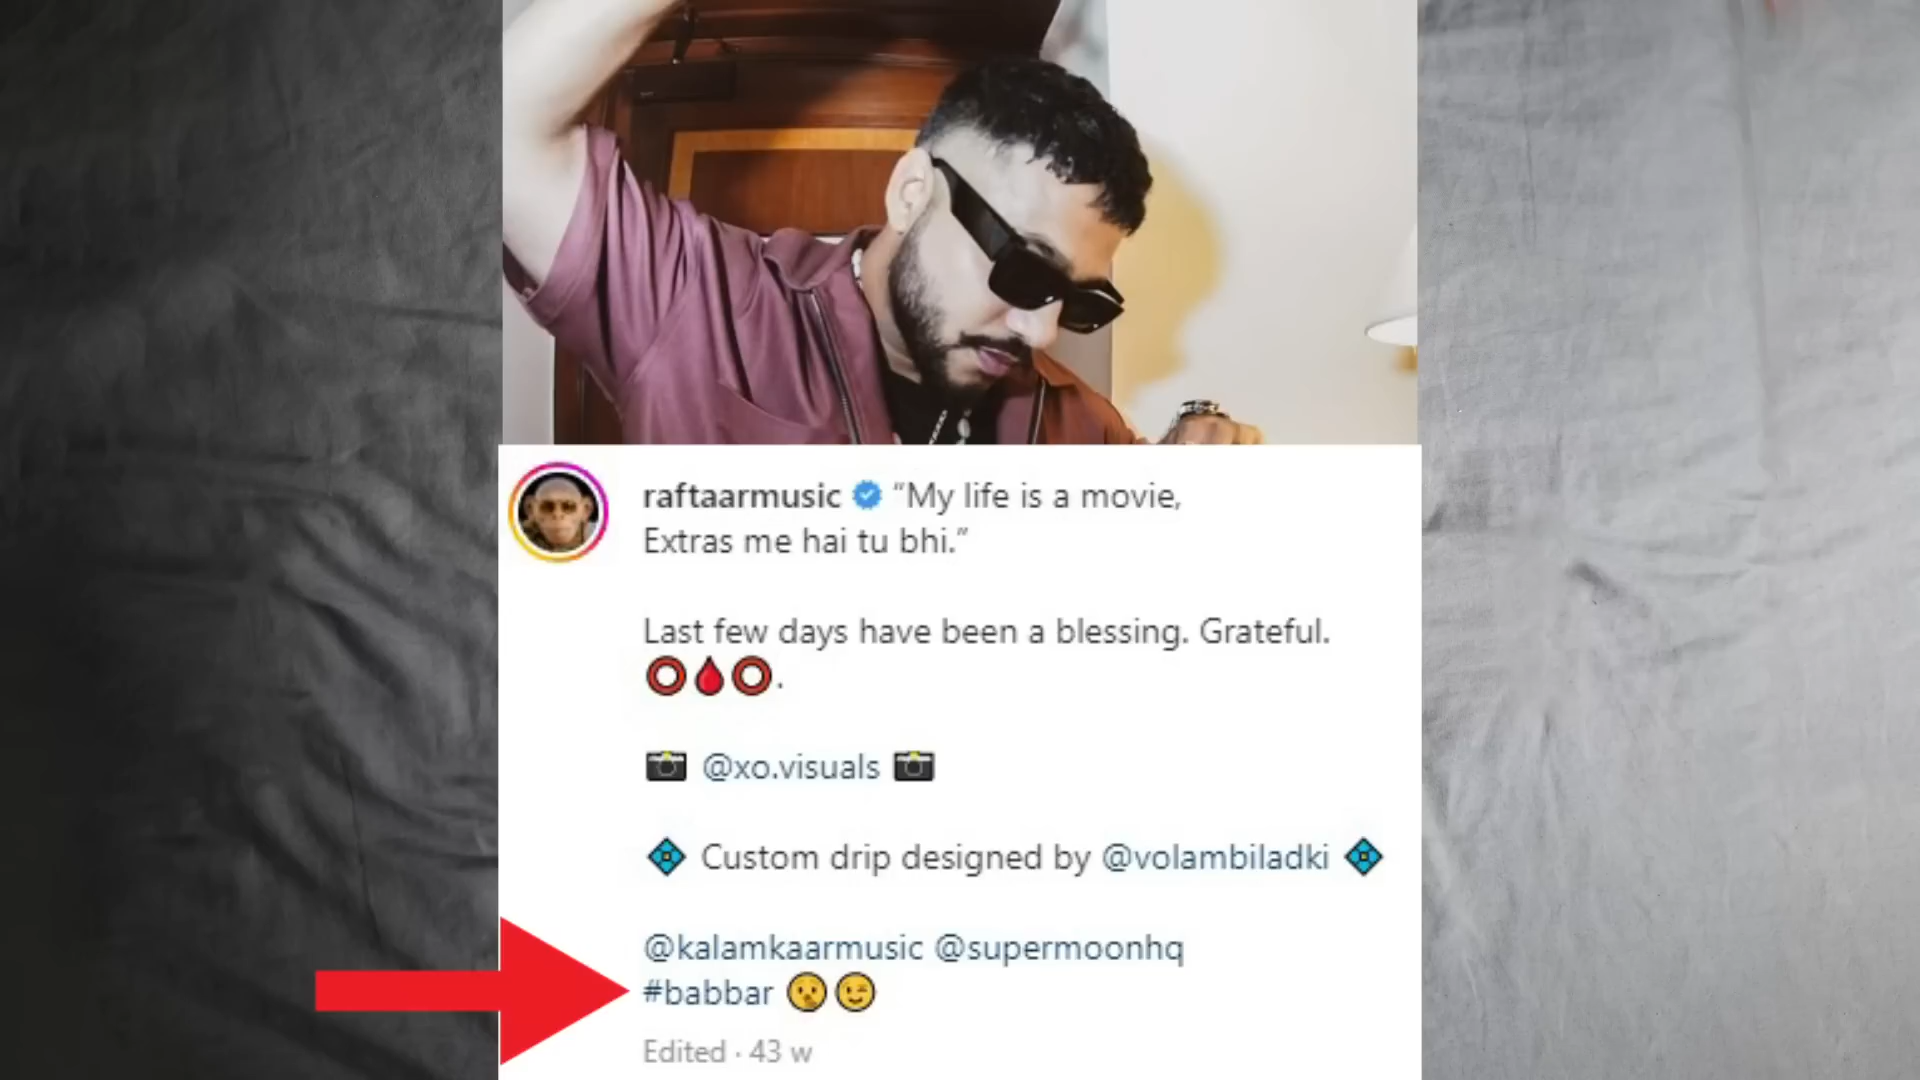 raftaarmusic “My life is a movie,
Extras me hai tu bhi.”
Last few days have been a blessing. Grateful.
⭕🩸⭕.
📸 @xo.visuals 📸
💠 Custom drip designed by @volambiladki 💠
@kalamkaarmusic @supermoonhq
#babbar 🤫😉
Edited · 43 w